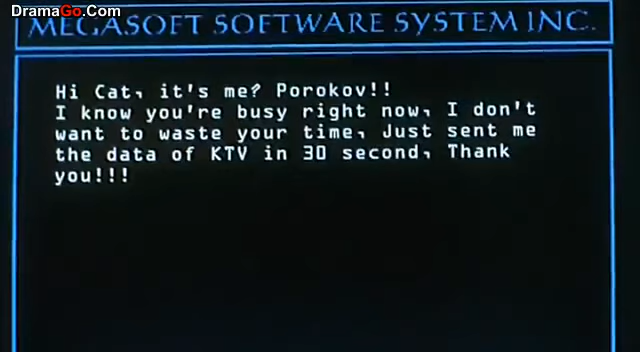 DramaGo.Com
MEGASOFT SOFTWARE SYSTEM INC.
Hi Cat, it's me? Porokov!!
I know you're busy right now, I don't
want to waste your time, Just sent me
the data of KTV in 30 second, Thank
you!!!